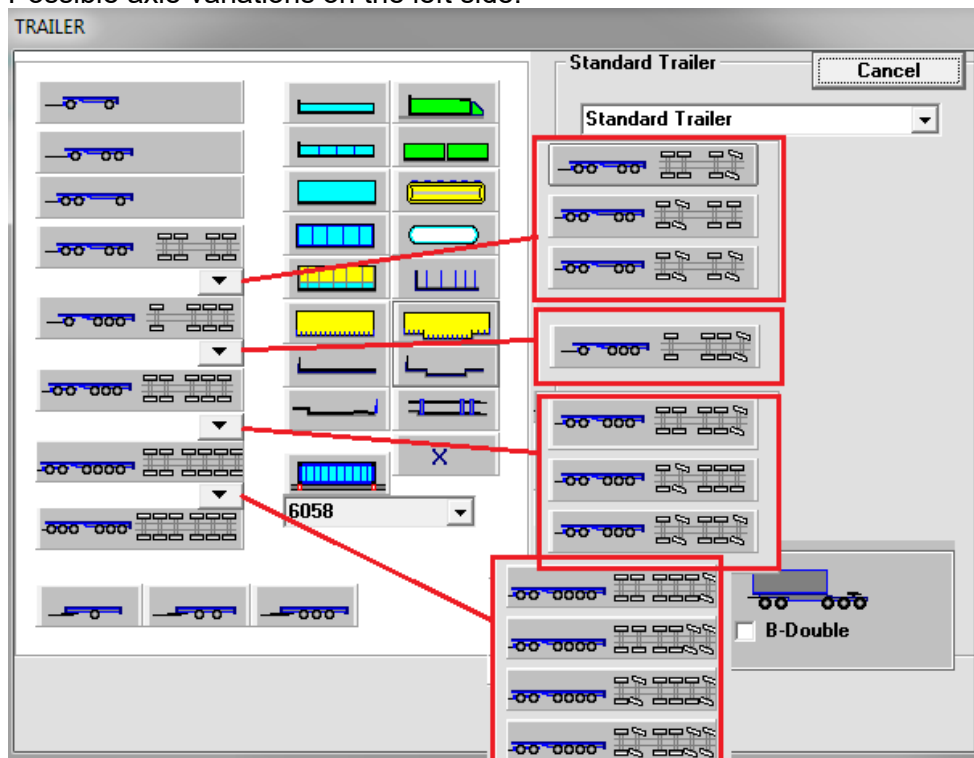 Possible axle variations on the left side:
TRAILER
Standard Trailer
Cancel
Standard Trailer
6058
B-Double